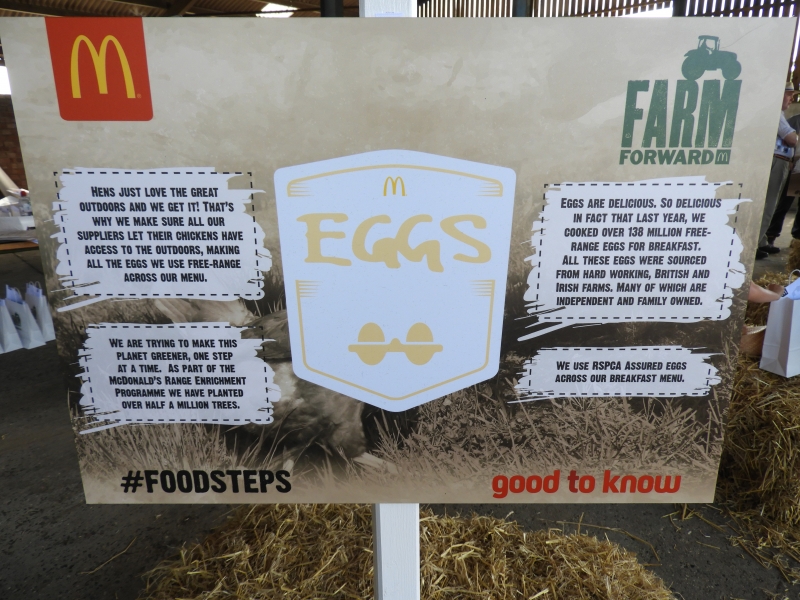 M
FARM
FORWARD M
HENS JUST LOVE THE GREAT
OUTDOORS AND WE GET IT! THAT'S
WHY WE MAKE SURE ALL OUR
SUPPLIERS LET THEIR CHICKENS HAVE
ACCESS TO THE OUTDOORS, MAKING
ALL THE EGGS WE USE FREE-RANGE
ACROSS OUR MENU.
WE ARE TRYING TO MAKE THIS
PLANET GREENER, ONE STEP
AT A TIME. AS PART OF THE
MCDONALD'S RANGE ENRICHMENT
PROGRAMME WE HAVE PLANTED
OVER HALF A MILLION TREES.
M
EGGS
EGGS ARE DELICIOUS. SO DELICIOUS
IN FACT THAT LAST YEAR, WE
COOKED OVER 138 MILLION FREE-
RANGE EGGS FOR BREAKFAST.
ALL THESE EGGS WERE SOURCED
FROM HARD WORKING, BRITISH AND
IRISH FARMS. MANY OF WHICH ARE
INDEPENDENT AND FAMILY OWNED.
WE USE RSPCA ASSURED EGGS
ACROSS OUR BREAKFAST MENU.
#FOODSTEPS
good to know